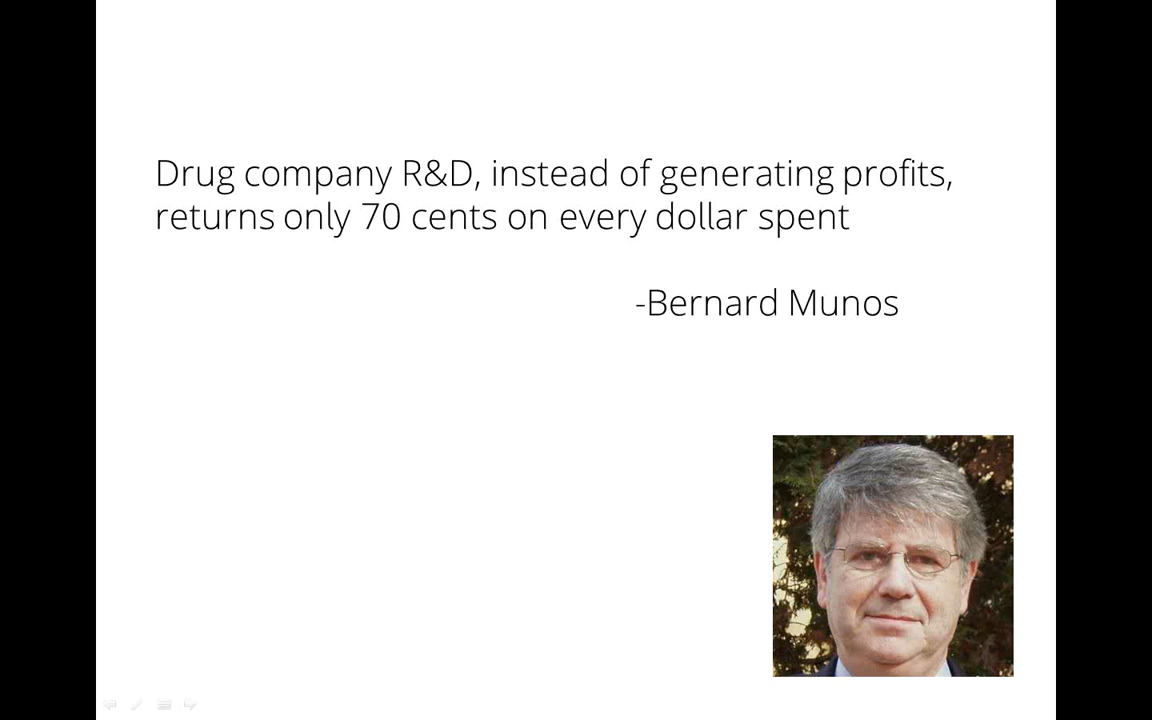 Drug company R&D, instead of generating profits,
returns only 70 cents on every dollar spent
-Bernard Munos